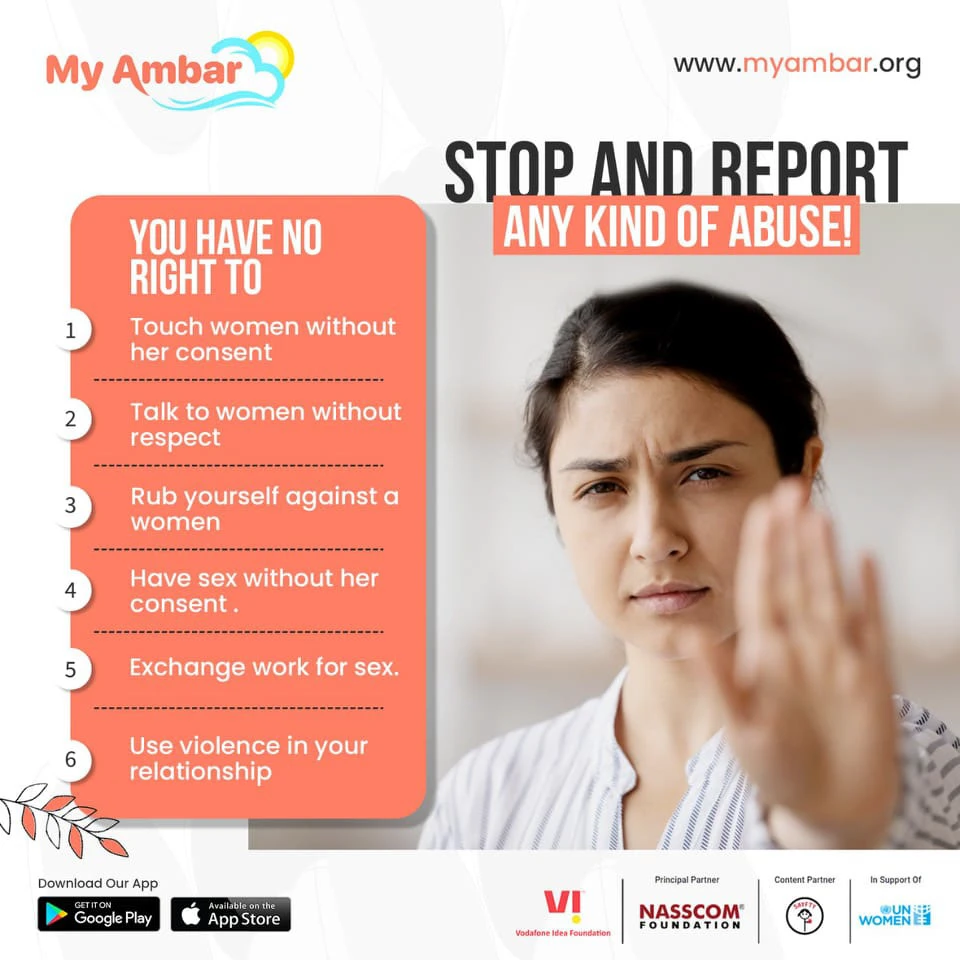 My Ambar
www.myambar.org
STOP AND REPORT
ANY KIND OF ABUSE!
YOU HAVE NO
RIGHT TO
1
Touch women without
her consent
2
Talk to women without
respect
3
Rub yourself against a
women
4
Have sex without her
consent .
5
Exchange work for sex.
6
Use violence in your
relationship
Download Our App
GET IT ON
Google Play
Available on the
App Store
VI
Vodafone Idea Foundation
Principal Partner
NASSCOM®
FOUNDATION
Content Partner
SAYFTY
In Support Of
UN
WOMEN